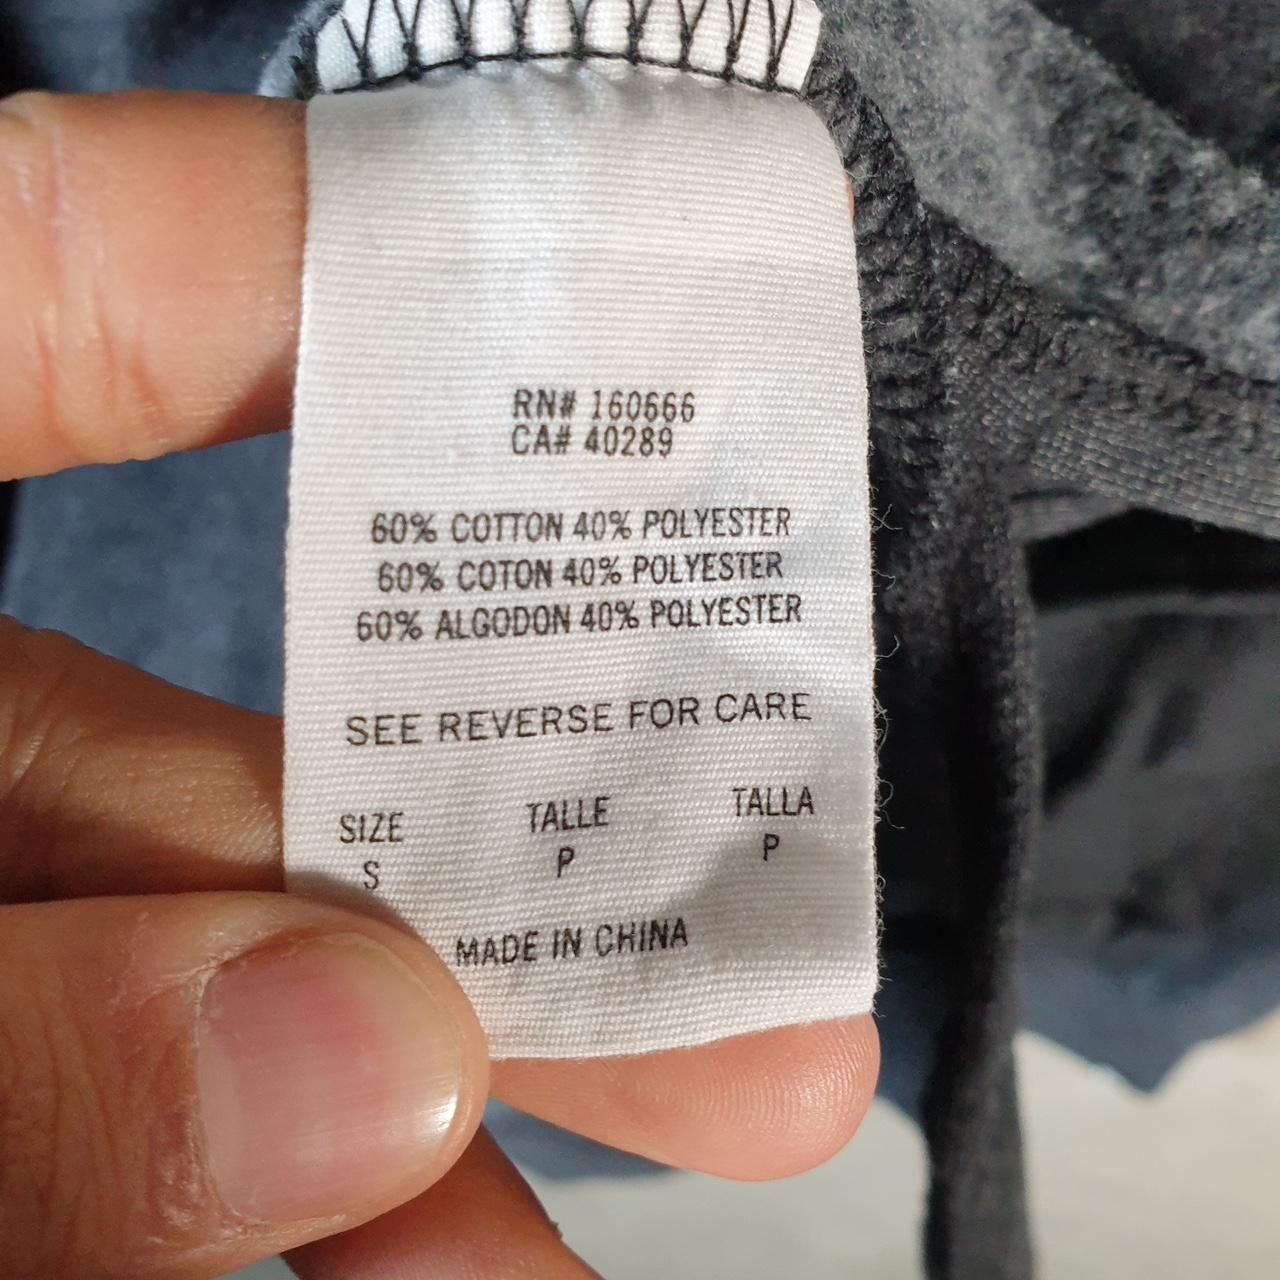 RN# 160666
CA# 40289
60% COTTON 40% POLYESTER
60% COTON 40% POLYESTER
60% ALGODON 40% POLYESTER
SEE REVERSE FOR CARE
SIZE TALLE TALLA
S P P
MADE IN CHINA